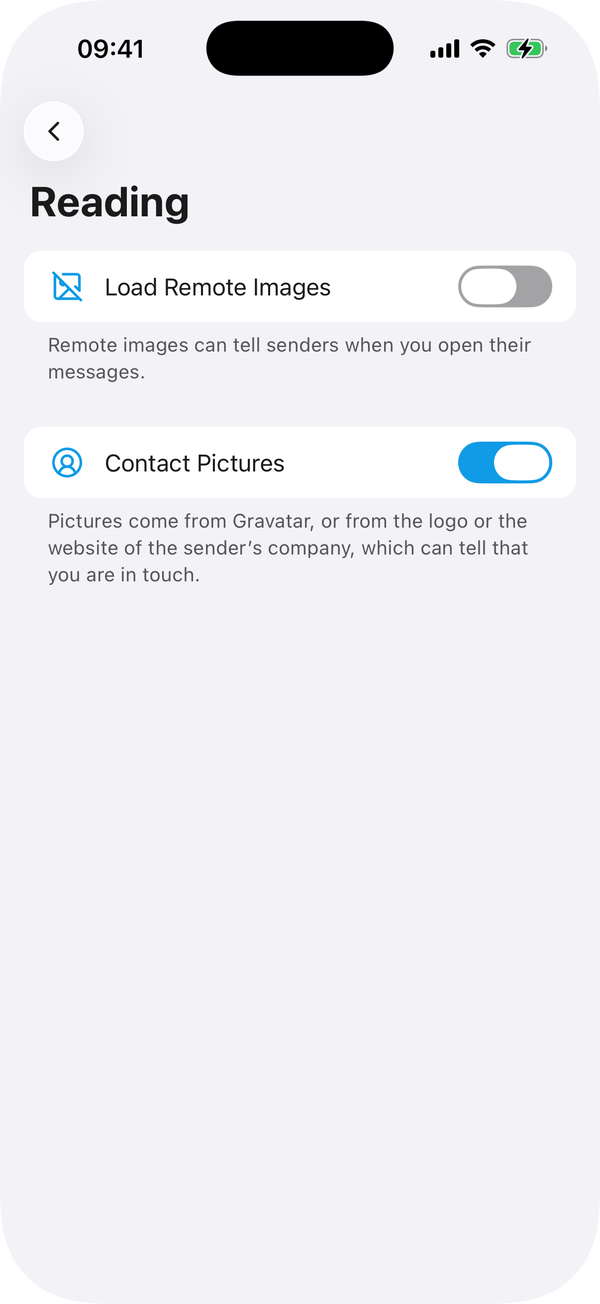 09:41
Reading
Load Remote Images
Remote images can tell senders when you open their
messages.
Contact Pictures
Pictures come from Gravatar, or from the logo or the
website of the sender’s company, which can tell that
you are in touch.